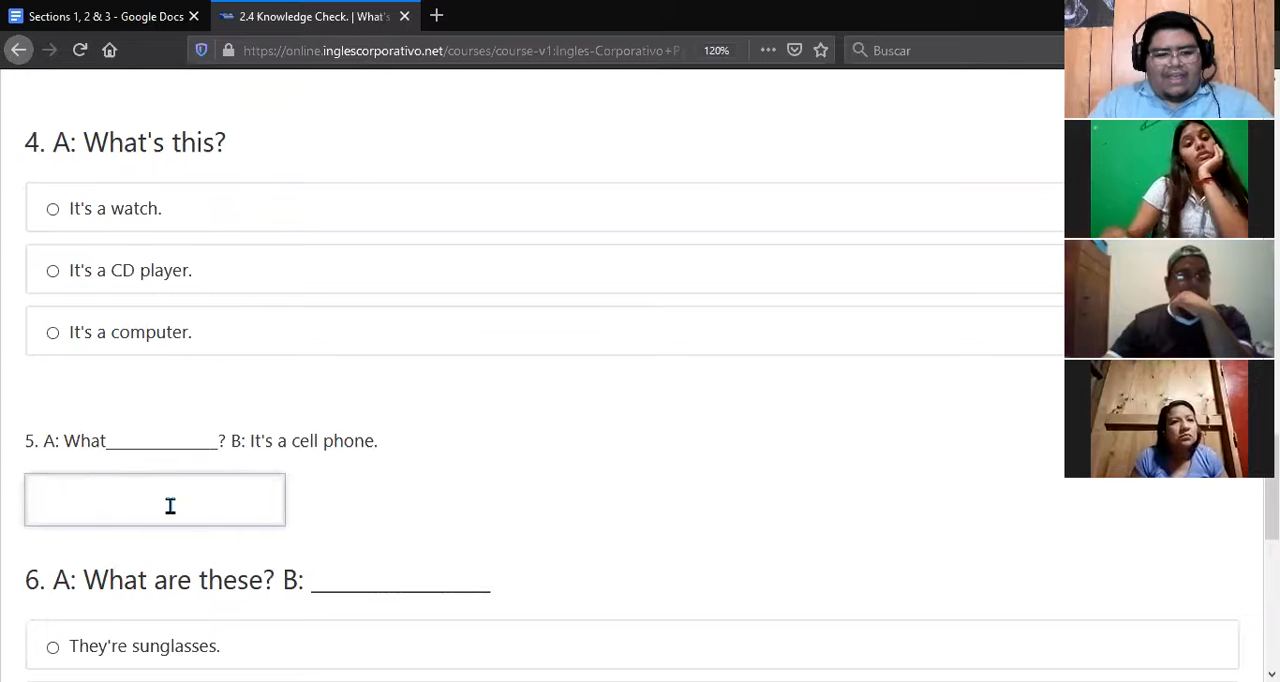 Sections 1, 2 & 3 - Google Docs
2.4 Knowledge Check. | What's
https://online.inglescorporativo.net/courses/course-v1:Ingles-Corporativo+P
120%
Buscar
4. A: What's this?
It's a watch.
It's a CD player.
It's a computer.
5. A: What____________? B: It's a cell phone.
6. A: What are these? B: ________________
They're sunglasses.